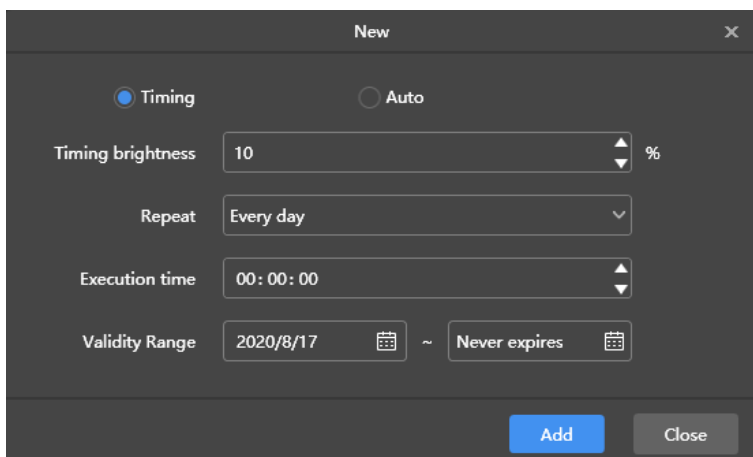 New
Timing Auto
Timing brightness 10 %
Repeat Every day
Execution time 00:00:00
Validity Range 2020/8/17 ~ Never expires
Add Close